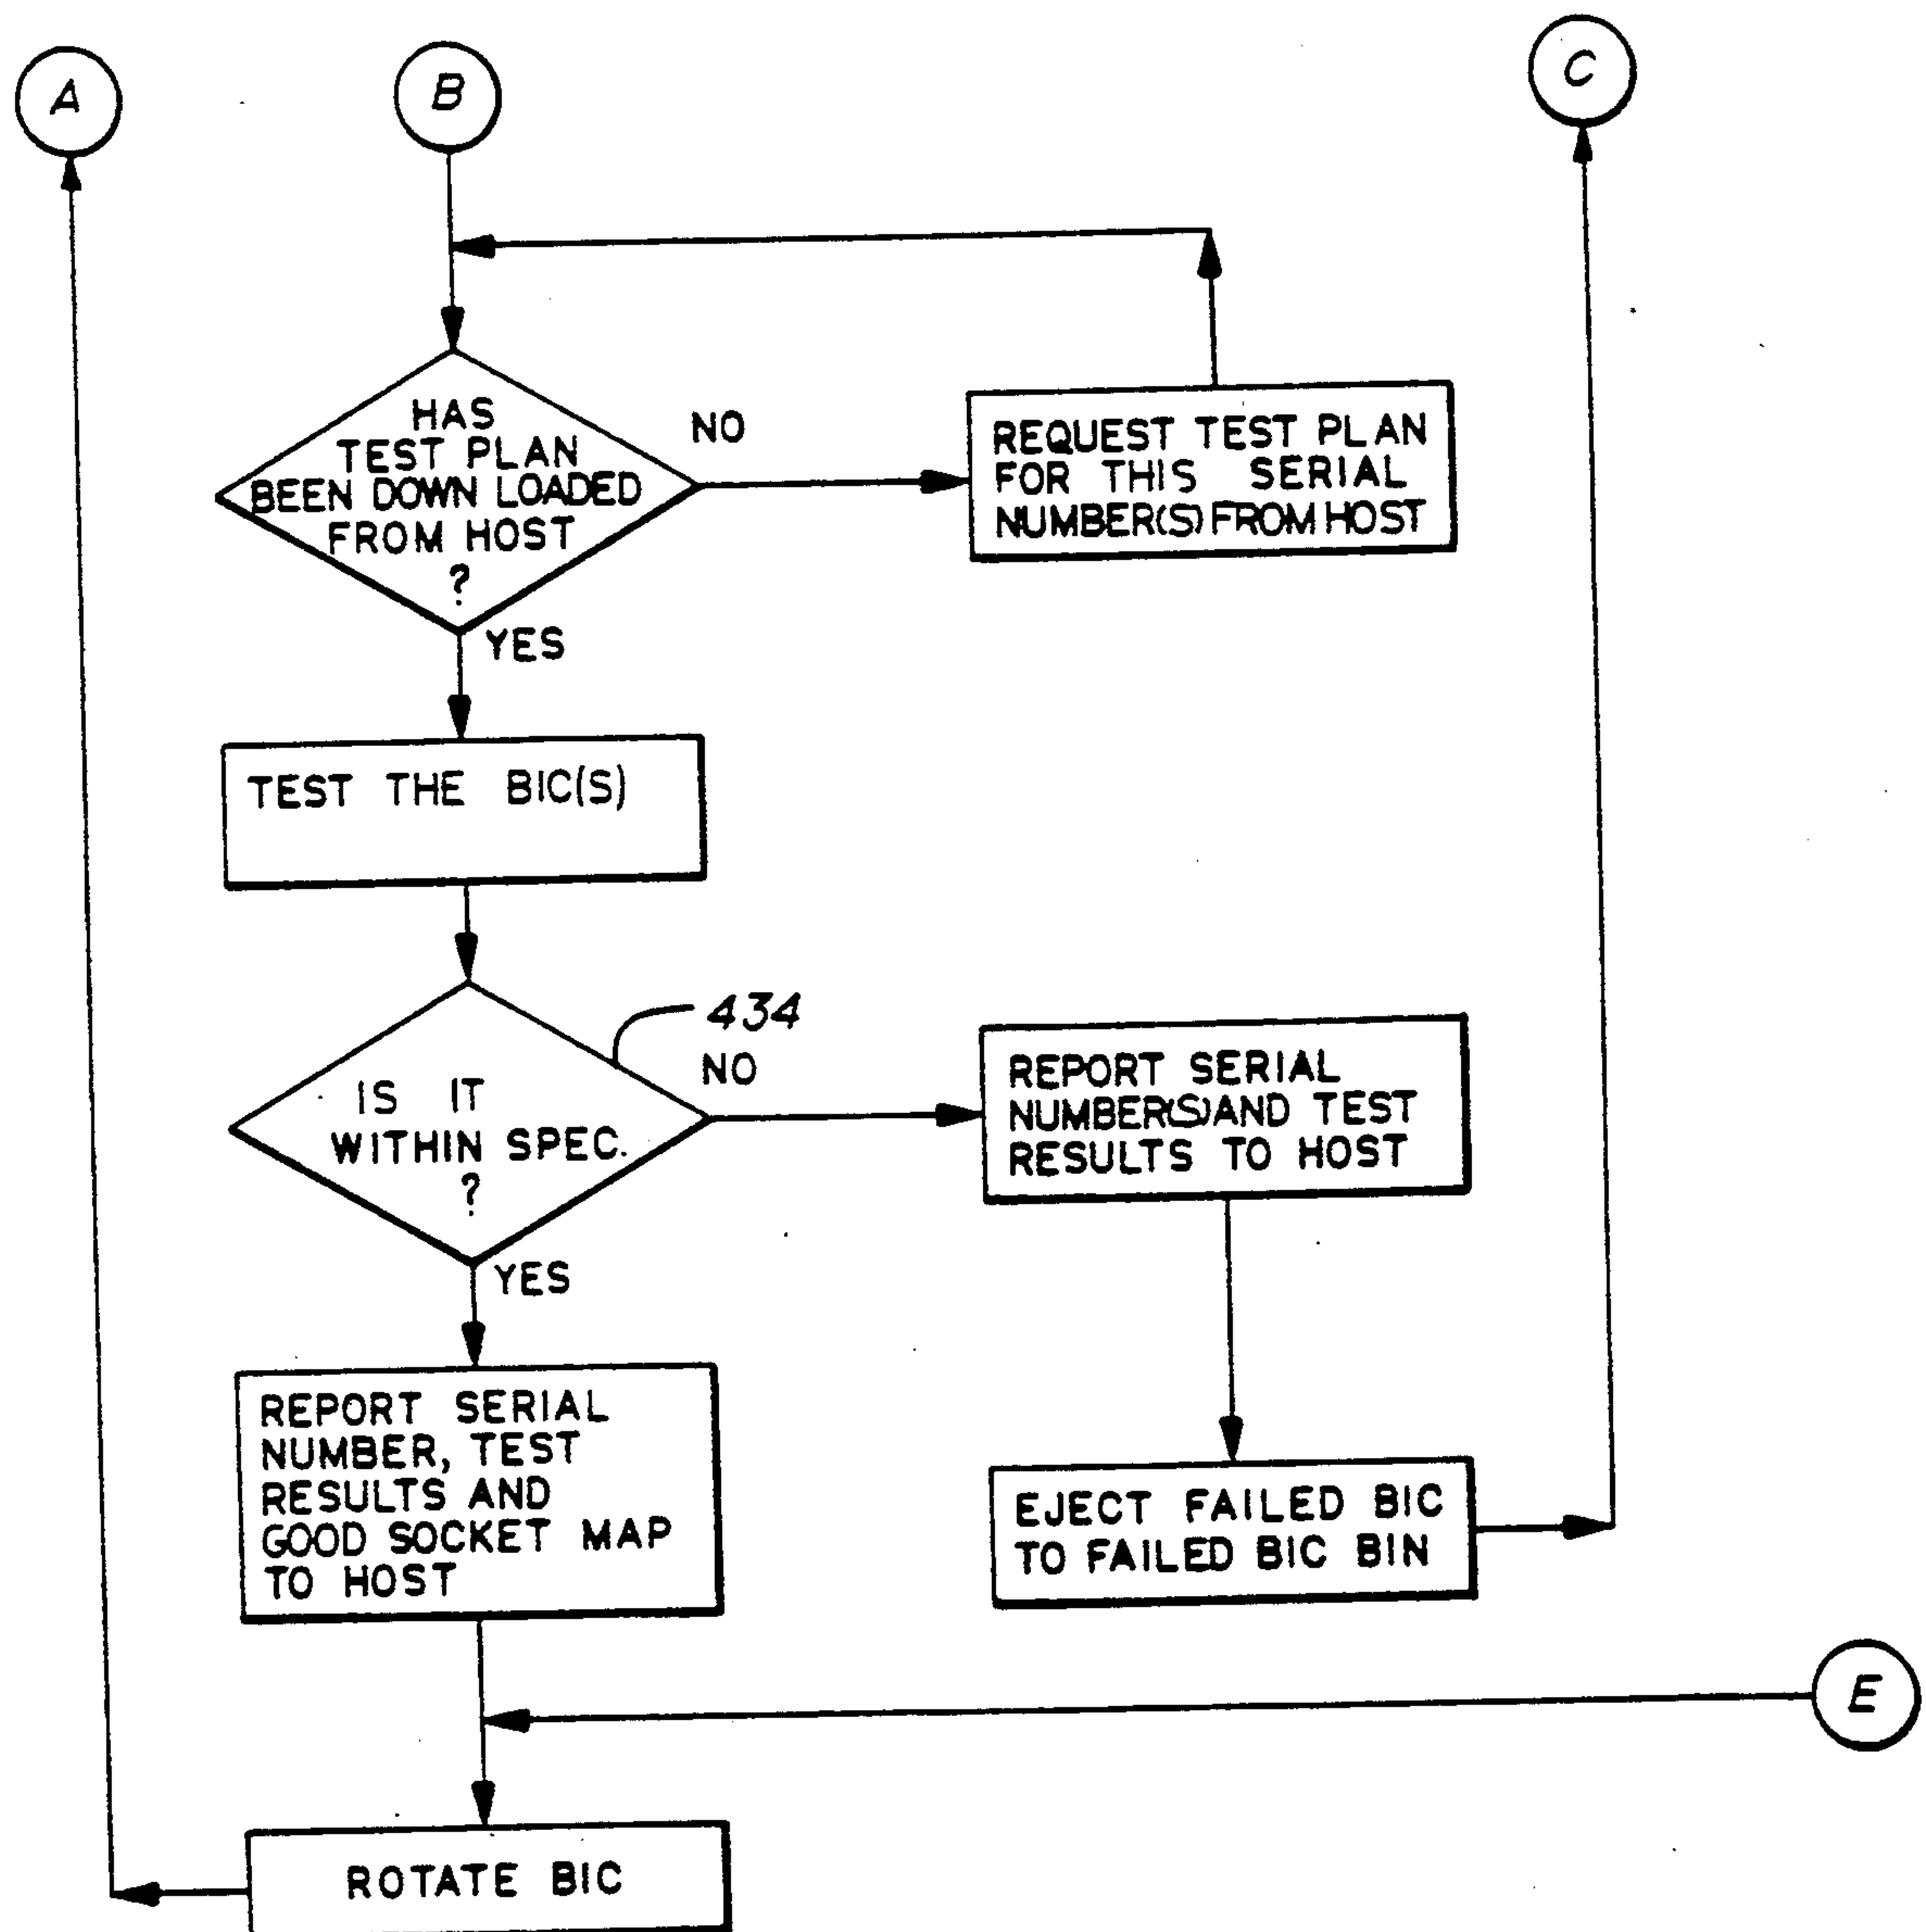 A
B
C
HAS
TEST PLAN
BEEN DOWN LOADED
FROM HOST
?
NO
REQUEST TEST PLAN
FOR THIS SERIAL
NUMBER(S) FROM HOST
YES
TEST THE BIC(S)
434
NO
IS IT
WITHIN SPEC.
?
REPORT SERIAL
NUMBER(S) AND TEST
RESULTS TO HOST
YES
REPORT SERIAL
NUMBER, TEST
RESULTS AND
GOOD SOCKET MAP
TO HOST
EJECT FAILED BIC
TO FAILED BIC BIN
E
ROTATE BIC